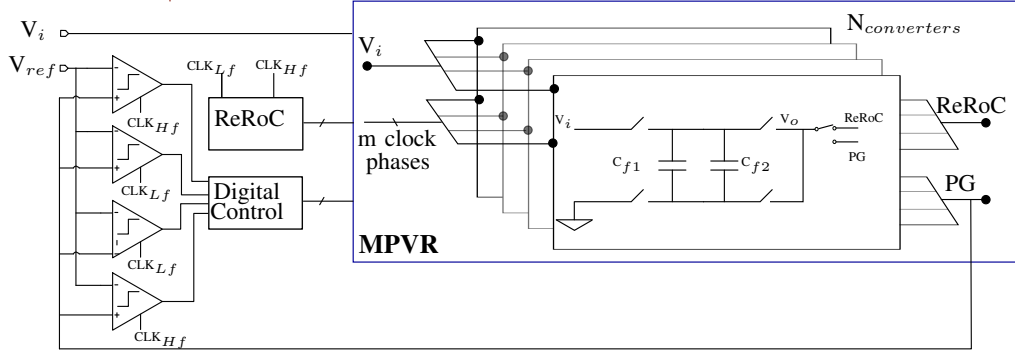 V_i
V_ref
CLK_Hf
CLK_Lf
CLK_Lf
CLK_Hf
CLK_Lf
CLK_Hf
ReRoC
Digital
Control
V_i
m clock
phases
MPVR
N_converters
V_i
C_f1
C_f2
V_o
ReRoC
PG
ReRoC
PG